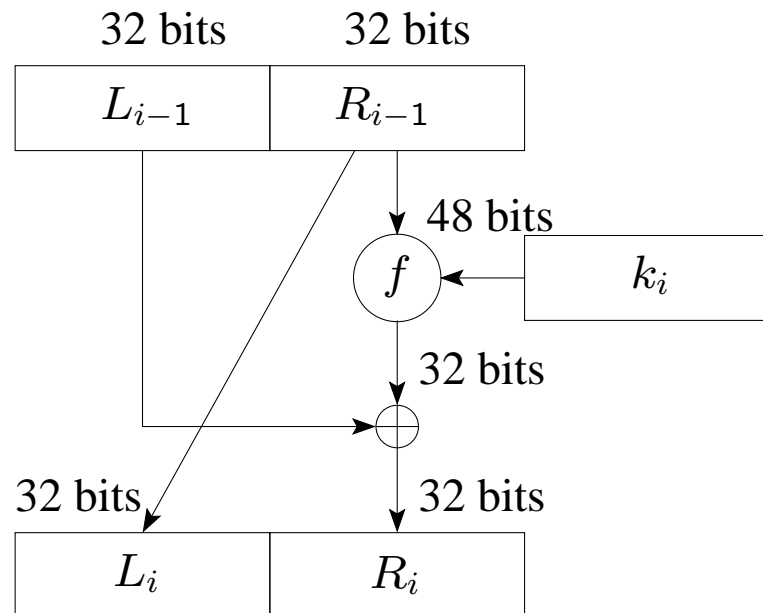 32 bits 32 bits
L_{i-1} R_{i-1}
48 bits
f k_i
32 bits
32 bits 32 bits
L_i R_i